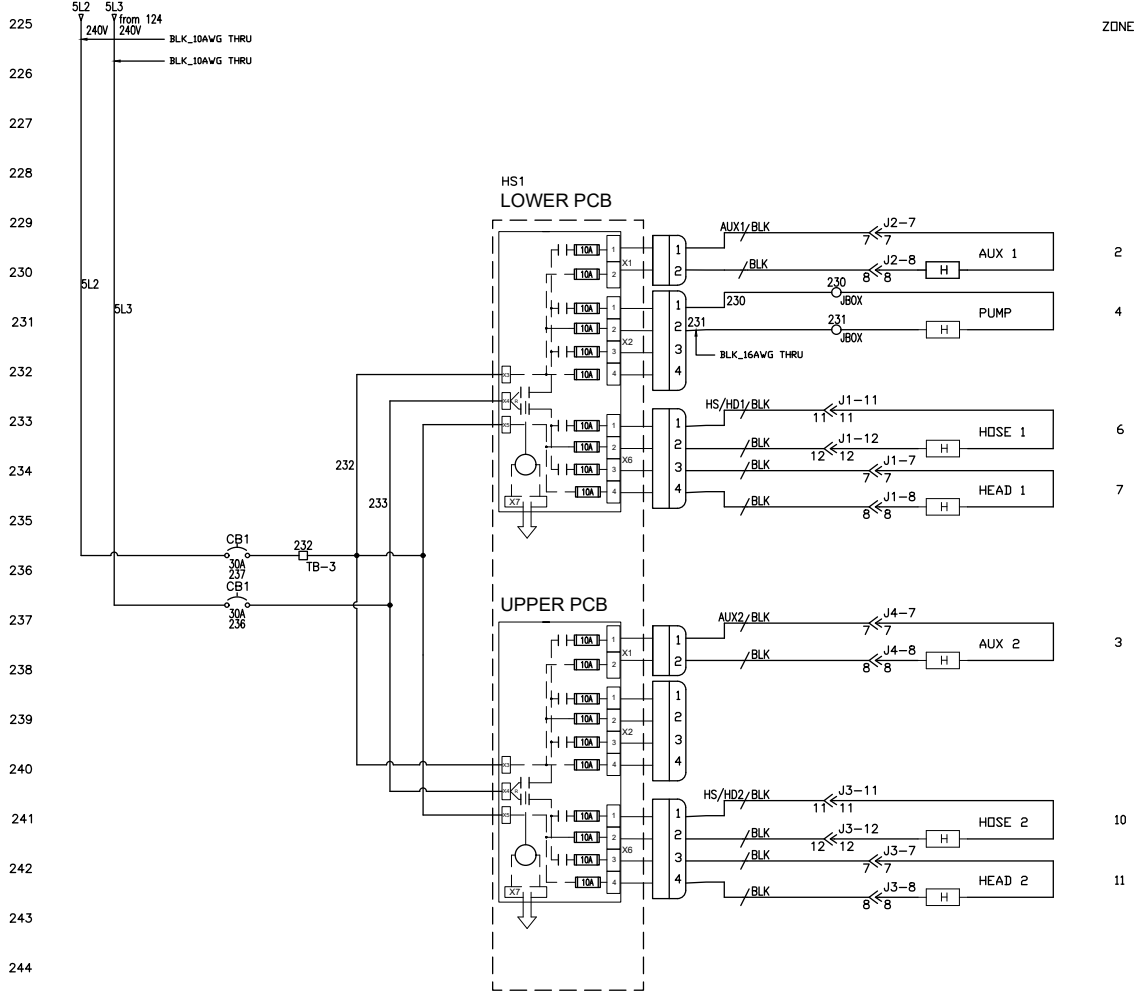 5L2 5L3
225 from 124 ZONE
240V 240V
BLK_10AWG THRU
BLK_10AWG THRU
226
227
228
HS1
LOWER PCB
229 AUX1/BLK J2-7
7 7
10A 1 1 AUX 1 2
X1
230 10A 2 2 BLK J2-8
8 8 H
5L2 230
10A 1 1 230 JBOX
5L3 PUMP 4
231 10A 2 2 231 231 H
JBOX
X2
10A 3 3 BLK_16AWG THRU
232 X3 10A 4 4
X4 R HS/HD1/BLK J1-11
11 11
233 X5 10A 1 1 HOSE 1 6
10A 2 2 BLK J1-12 H
12 12
X6
234 232 10A 3 3 BLK J1-7
7 7
10A 4 4 HEAD 1 7
233 X7 BLK J1-8 H
8 8
235
CB1 232
30A TB-3
236 237
CB1
30A UPPER PCB
237 236 AUX2/BLK J4-7
7 7
10A 1 1 AUX 2 3
X1
238 10A 2 2 BLK J4-8 H
8 8
10A 1 1
239 10A 2 2
X2
10A 3 3
240 X3 10A 4 4
X4 R HS/HD2/BLK J3-11
11 11
241 X5 10A 1 1 HOSE 2 10
10A 2 2 BLK J3-12 H
12 12
X6
242 10A 3 3 BLK J3-7
7 7
10A 4 4 HEAD 2 11
X7 BLK J3-8 H
8 8
243
244